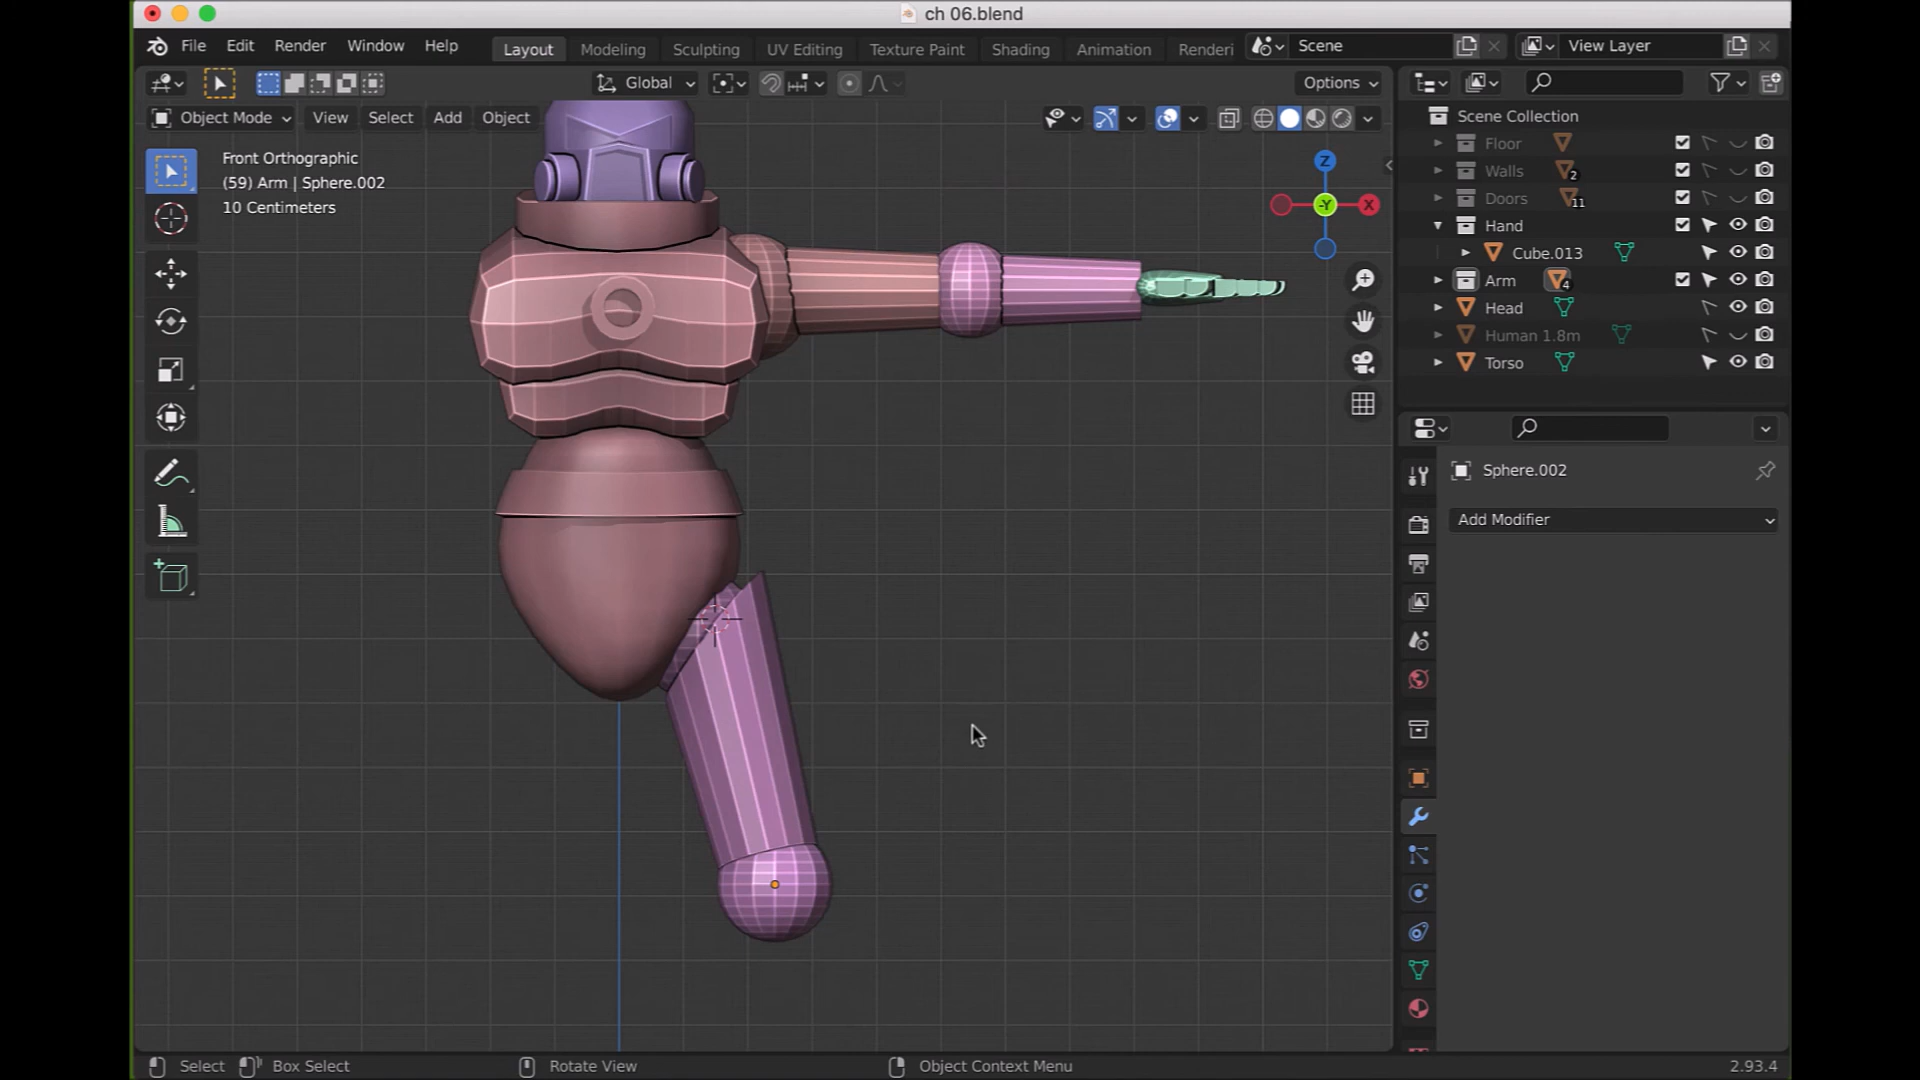 ch 06.blend
File Edit Render Window Help Layout Modeling Sculpting UV Editing Texture Paint Shading Animation Renderi Scene View Layer
Global Options
Object Mode View Select Add Object
Front Orthographic
(59) Arm | Sphere.002
10 Centimeters
Z
-Y
X
Scene Collection
Floor
Walls 2
Doors 11
Hand
Cube.013
Arm 4
Head
Human 1.8m
Torso
Sphere.002
Add Modifier
Select Box Select Rotate View Object Context Menu 2.93.4